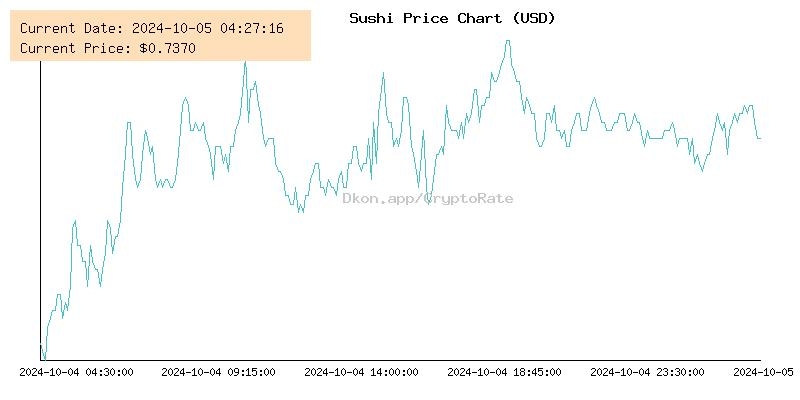 Sushi Price Chart (USD)
Current Date: 2024-10-05 04:27:16
Current Price: $0.7370
Dkon.app/CryptoRate
2024-10-04 04:30:00 2024-10-04 09:15:00 2024-10-04 14:00:00 2024-10-04 18:45:00 2024-10-04 23:30:00 2024-10-05